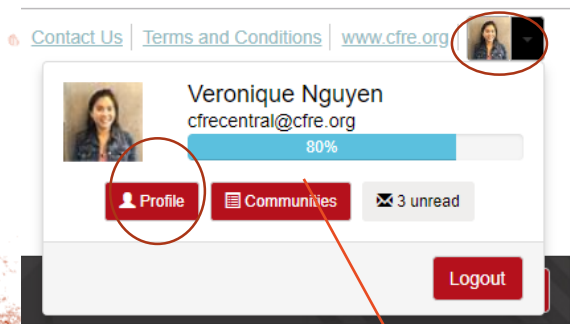 Contact Us Terms and Conditions www.cfre.org
Veronique Nguyen
cfrecentral@cfre.org
80%
Profile Communities 3 unread
Logout